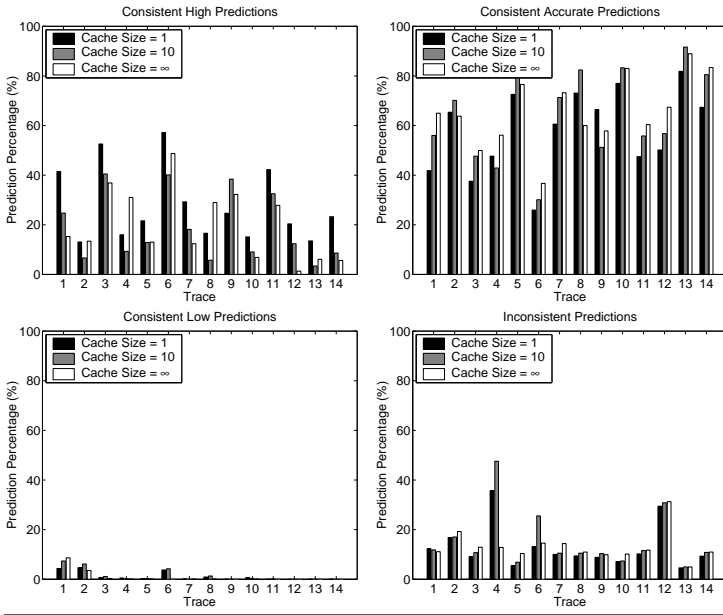 Consistent High Predictions
Prediction Percentage (%)
100
80
60
40
20
0
Cache Size = 1
Cache Size = 10
Cache Size = ∞
1 2 3 4 5 6 7 8 9 10 11 12 13 14
Trace
Consistent Accurate Predictions
Prediction Percentage (%)
100
80
60
40
20
0
Cache Size = 1
Cache Size = 10
Cache Size = ∞
1 2 3 4 5 6 7 8 9 10 11 12 13 14
Trace
Consistent Low Predictions
Prediction Percentage (%)
100
80
60
40
20
0
Cache Size = 1
Cache Size = 10
Cache Size = ∞
1 2 3 4 5 6 7 8 9 10 11 12 13 14
Trace
Inconsistent Predictions
Prediction Percentage (%)
100
80
60
40
20
0
Cache Size = 1
Cache Size = 10
Cache Size = ∞
1 2 3 4 5 6 7 8 9 10 11 12 13 14
Trace